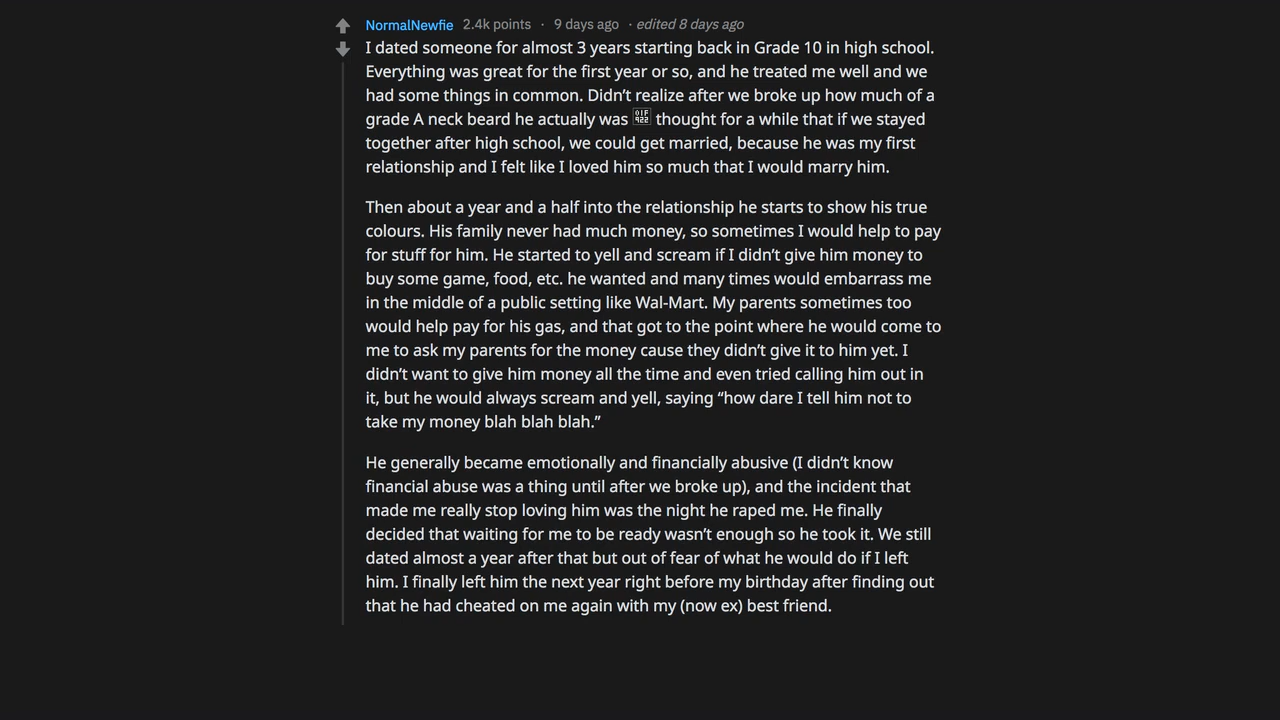 NormalNewfie 2.4k points · 9 days ago · edited 8 days ago
I dated someone for almost 3 years starting back in Grade 10 in high school.
Everything was great for the first year or so, and he treated me well and we
had some things in common. Didn’t realize after we broke up how much of a
grade A neck beard he actually was 01F922 thought for a while that if we stayed
together after high school, we could get married, because he was my first
relationship and I felt like I loved him so much that I would marry him.
Then about a year and a half into the relationship he starts to show his true
colours. His family never had much money, so sometimes I would help to pay
for stuff for him. He started to yell and scream if I didn’t give him money to
buy some game, food, etc. he wanted and many times would embarrass me
in the middle of a public setting like Wal-Mart. My parents sometimes too
would help pay for his gas, and that got to the point where he would come to
me to ask my parents for the money cause they didn’t give it to him yet. I
didn’t want to give him money all the time and even tried calling him out in
it, but he would always scream and yell, saying “how dare I tell him not to
take my money blah blah blah.”
He generally became emotionally and financially abusive (I didn’t know
financial abuse was a thing until after we broke up), and the incident that
made me really stop loving him was the night he raped me. He finally
decided that waiting for me to be ready wasn’t enough so he took it. We still
dated almost a year after that but out of fear of what he would do if I left
him. I finally left him the next year right before my birthday after finding out
that he had cheated on me again with my (now ex) best friend.